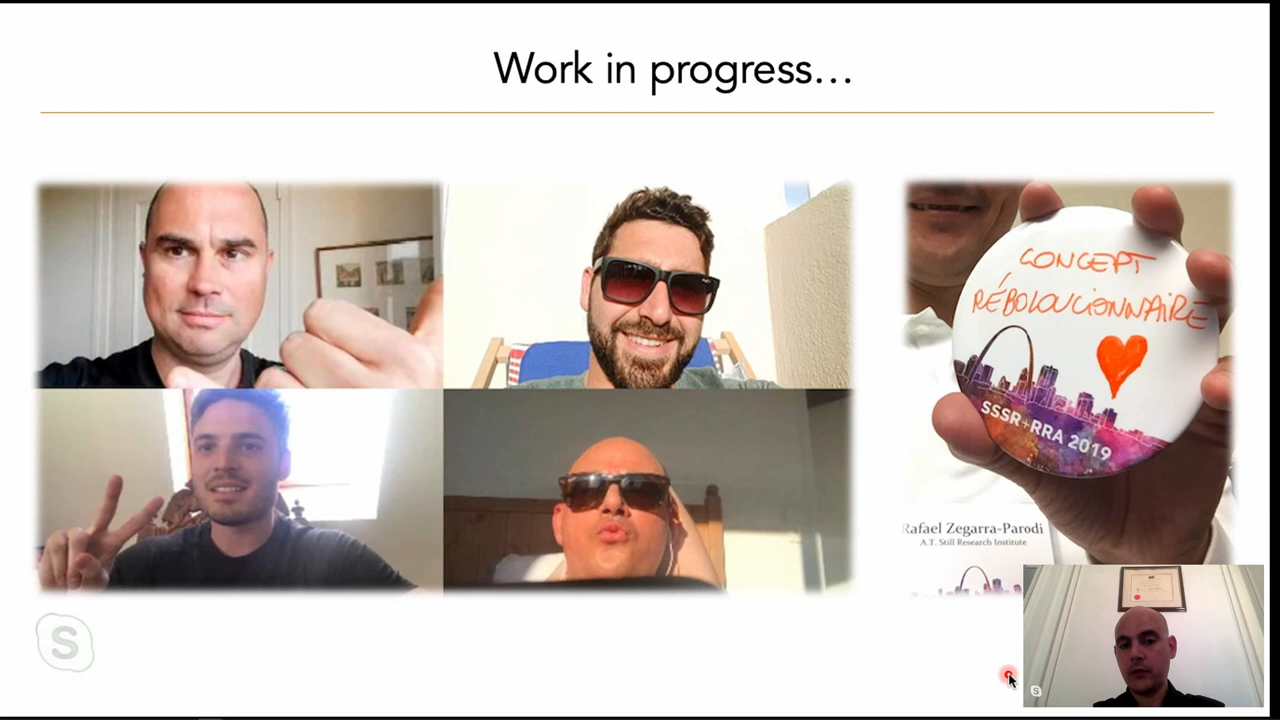 Work in progress...
CONCEPT
RÉBOLOUCIONNAIRE
SSSR+RRA 2019
Rafael Zegarra-Parodi
A.T. Still Research Institute
S